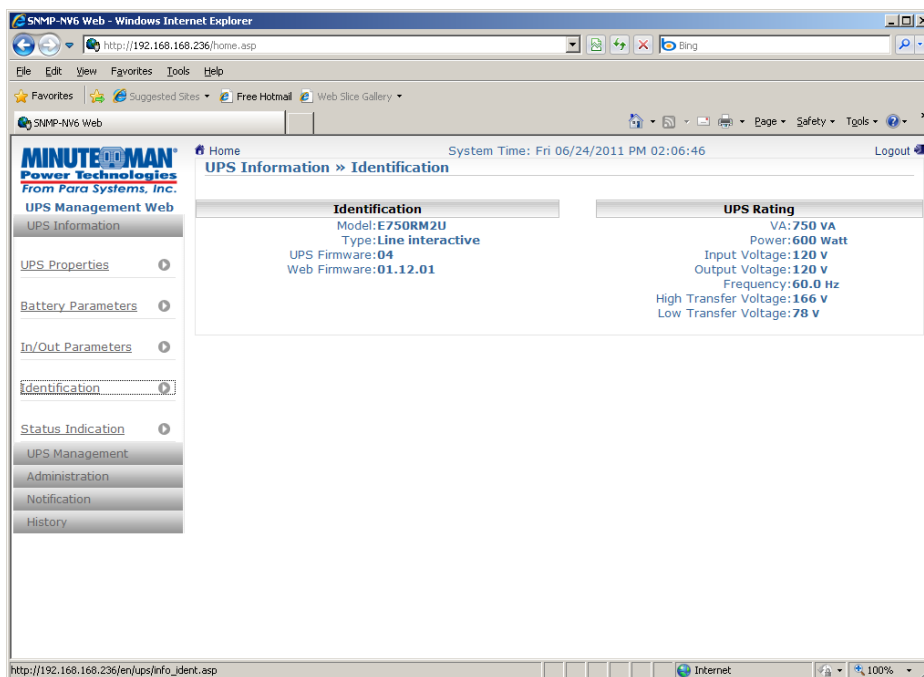 SNMP-NV6 Web - Windows Internet Explorer
http://192.168.168.236/home.asp
Bing
File Edit View Favorites Tools Help
Favorites Suggested Sites Free Hotmail Web Slice Gallery
SNMP-NV6 Web
Page Safety Tools
MINUTEMAN
Power Technologies
From Para Systems, Inc.
UPS Management Web
Home System Time: Fri 06/24/2011 PM 02:06:46 Logout
UPS Information » Identification
UPS Information
UPS Properties
Battery Parameters
In/Out Parameters
Identification
Status Indication
UPS Management
Administration
Notification
History
Identification
Model:E750RM2U
Type:Line interactive
UPS Firmware:04
Web Firmware:01.12.01
UPS Rating
VA:750 VA
Power:600 Watt
Input Voltage:120 V
Output Voltage:120 V
Frequency:60.0 Hz
High Transfer Voltage:166 V
Low Transfer Voltage:78 V
http://192.168.168.236/en/ups/info_ident.asp
Internet
100%